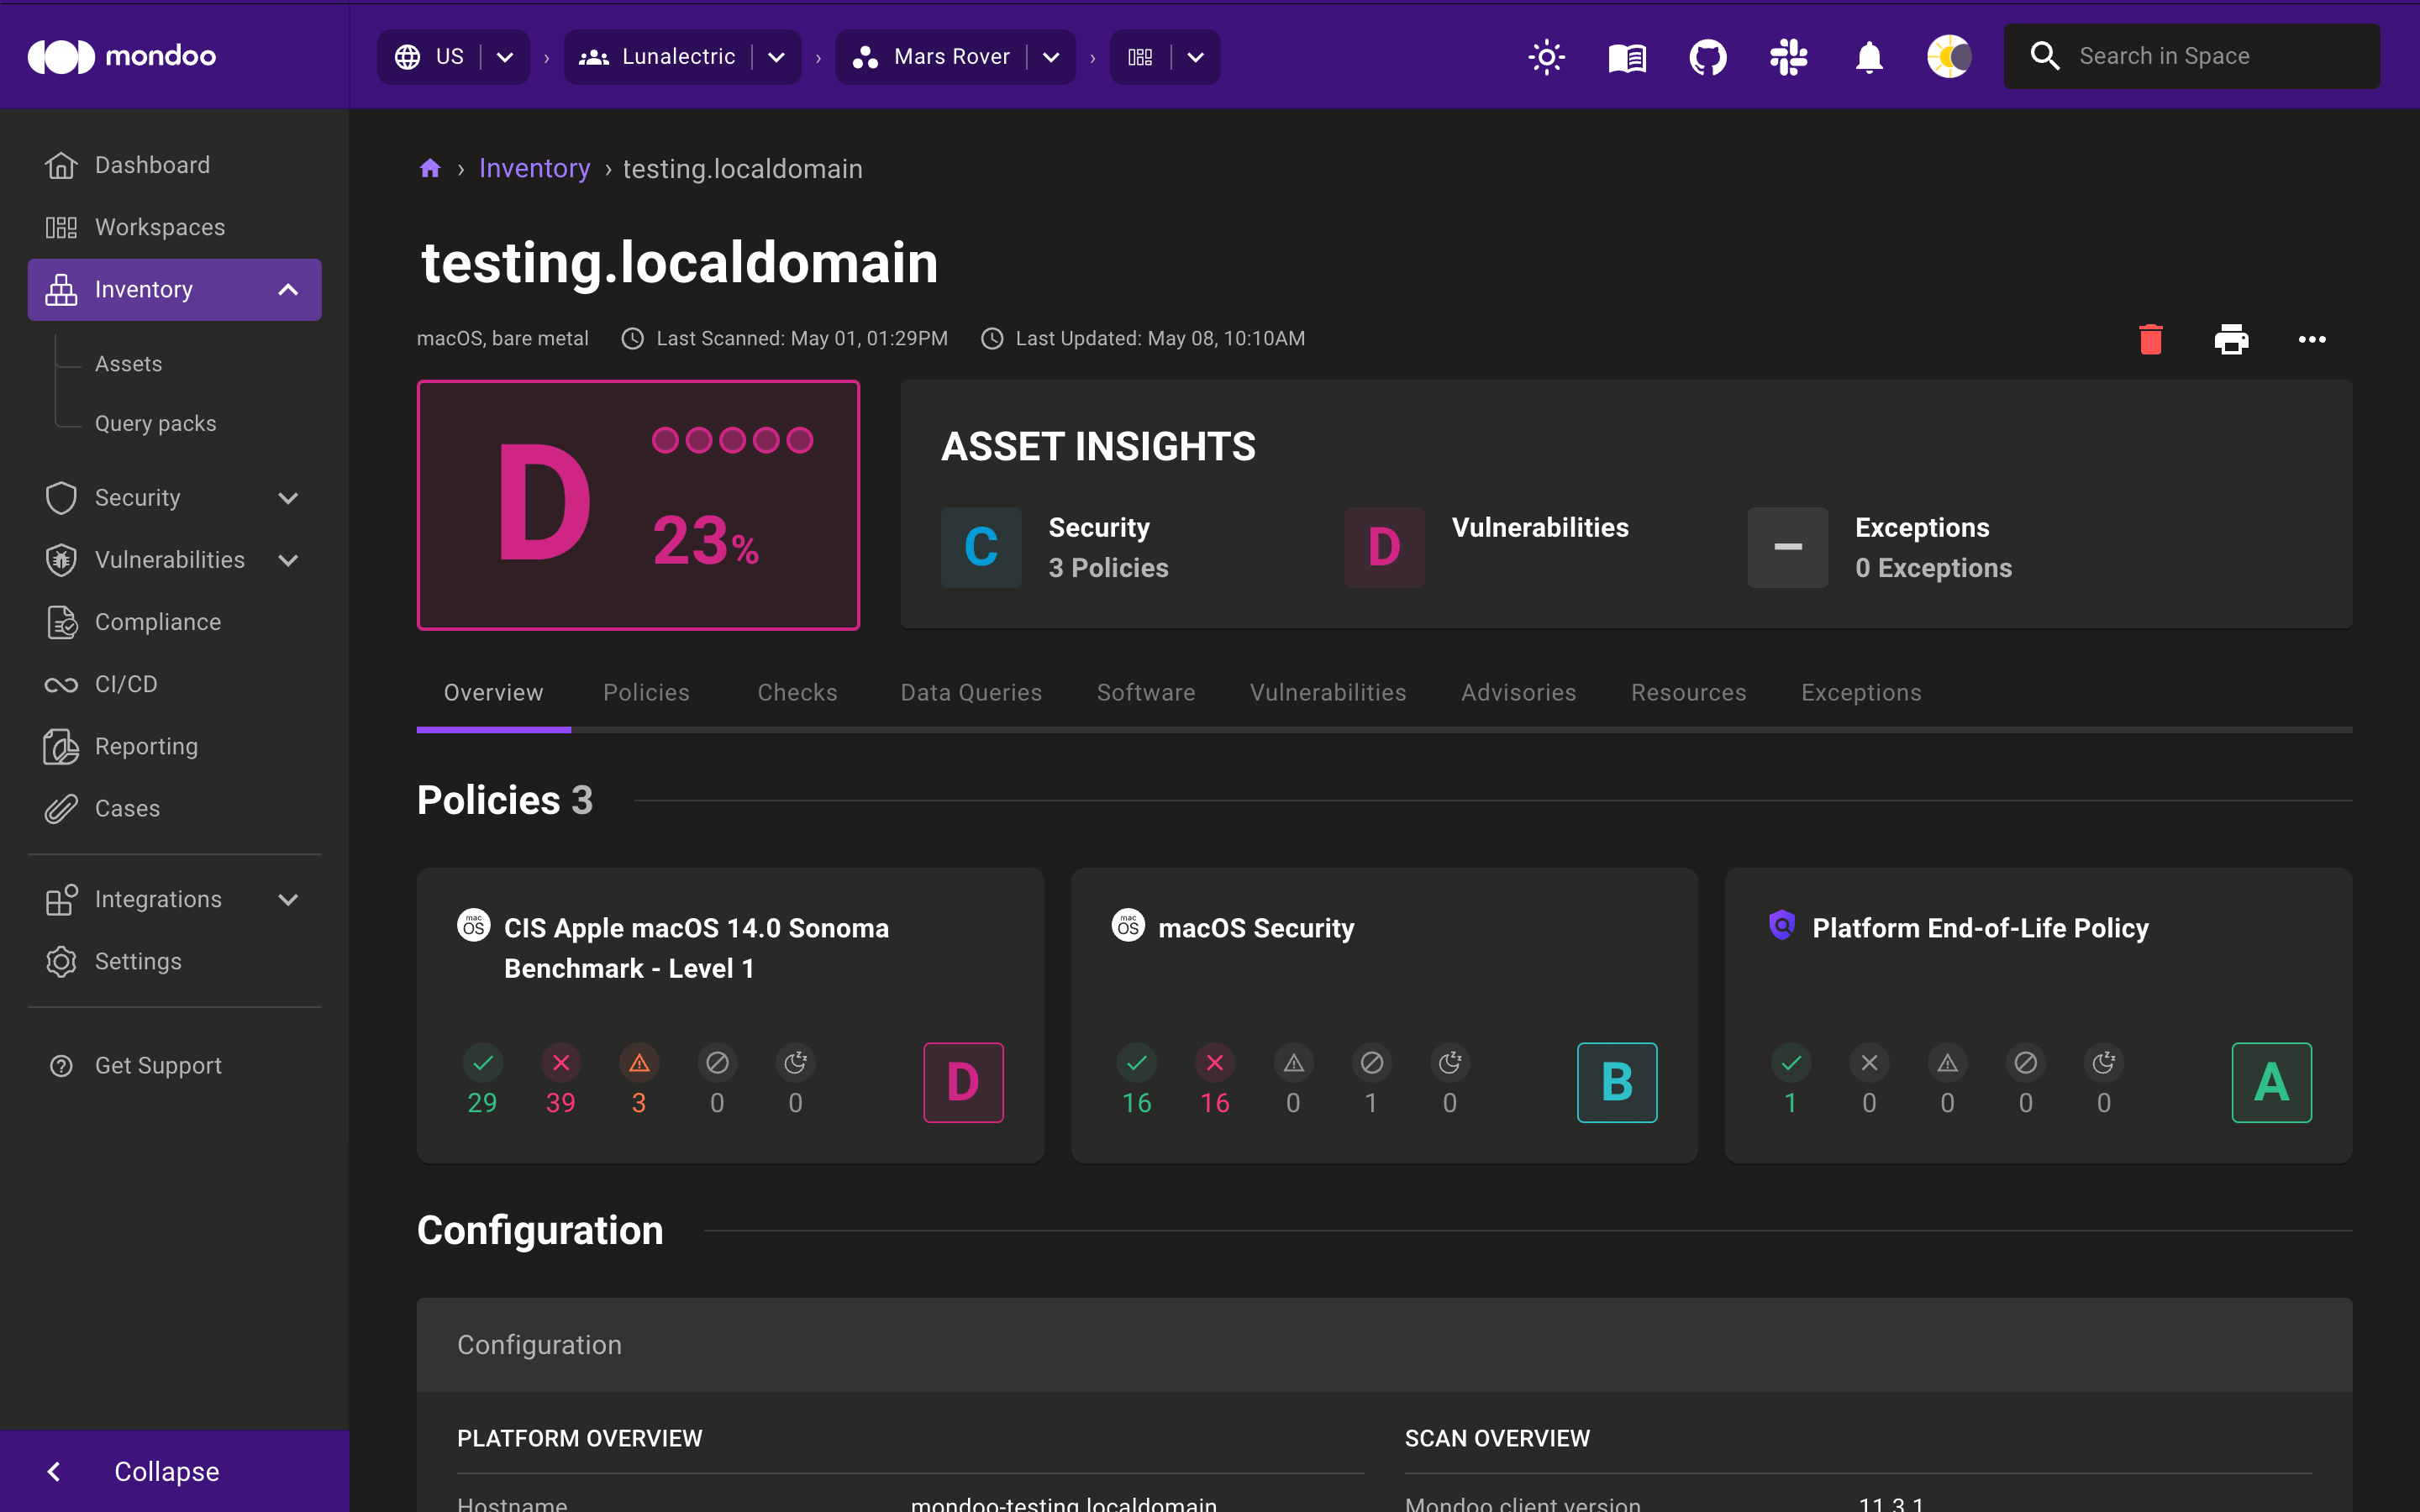 mondoo
US
Lunalectric
Mars Rover
Search in Space
Dashboard
Workspaces
Inventory
Assets
Query packs
Security
Vulnerabilities
Compliance
CI/CD
Reporting
Cases
Integrations
Settings
Get Support
Collapse
› Inventory › testing.localdomain
testing.localdomain
macOS, bare metal Last Scanned: May 01, 01:29PM Last Updated: May 08, 10:10AM
D
23%
ASSET INSIGHTS
C
Security
3 Policies
D
Vulnerabilities
Exceptions
0 Exceptions
Overview Policies Checks Data Queries Software Vulnerabilities Advisories Resources Exceptions
Policies 3
mac OS
CIS Apple macOS 14.0 Sonoma
Benchmark - Level 1
29 39 3 0 0
D
mac OS
macOS Security
16 16 0 1 0
B
Platform End-of-Life Policy
1 0 0 0 0
A
Configuration
Configuration
PLATFORM OVERVIEW
Hostname mondoo-testing.localdomain
SCAN OVERVIEW
Mondoo client version 11.3.1